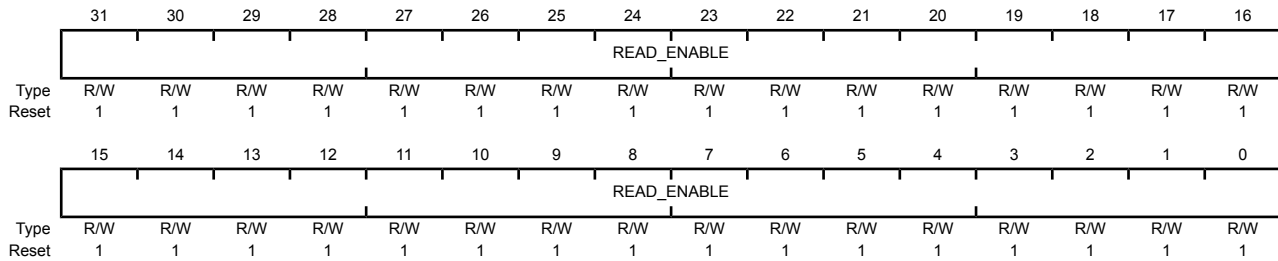 31 30 29 28 27 26 25 24 23 22 21 20 19 18 17 16
READ_ENABLE
Type R/W R/W R/W R/W R/W R/W R/W R/W R/W R/W R/W R/W R/W R/W R/W R/W
Reset 1 1 1 1 1 1 1 1 1 1 1 1 1 1 1 1
15 14 13 12 11 10 9 8 7 6 5 4 3 2 1 0
READ_ENABLE
Type R/W R/W R/W R/W R/W R/W R/W R/W R/W R/W R/W R/W R/W R/W R/W R/W
Reset 1 1 1 1 1 1 1 1 1 1 1 1 1 1 1 1